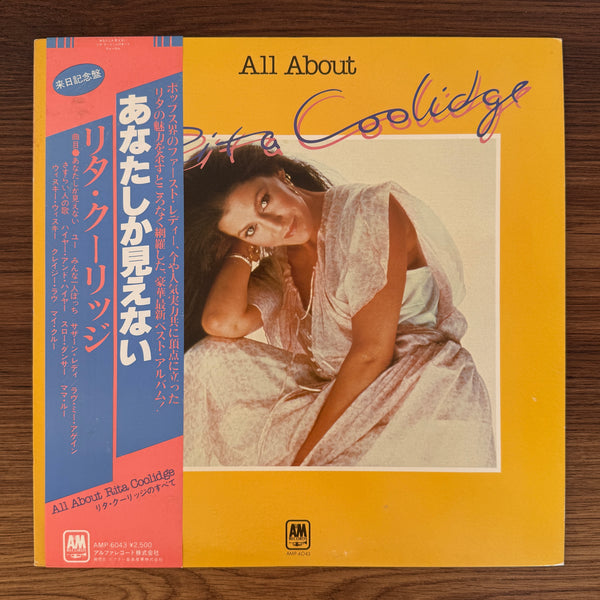 All About
Rita Coolidge
来日記念盤
ポップス界のファースト・レディー、今や人気実力共に頂点に立った
リタの魅力を余すところなく網羅した、豪華最新ベスト・アルバム!
あなたしか見えない
リタ・クーリッジ
曲目●あなたしか見えない ユー みんな一人ぼっち サザーン・レディ ラヴ・ミー・アゲイン
さすらい人の歌 ハイヤー・アンド・ハイヤー スロー・ダンサー ママ・ルー
ウィスキー・ウィスキー クレイジー・ラヴ マイ・クルー
All About Rita Coolidge
リタ・クーリッジのすべて
AM
RECORDS
AMP-6043 ¥2,500
アルファレコード株式会社
AM
RECORDS
AMP-6043